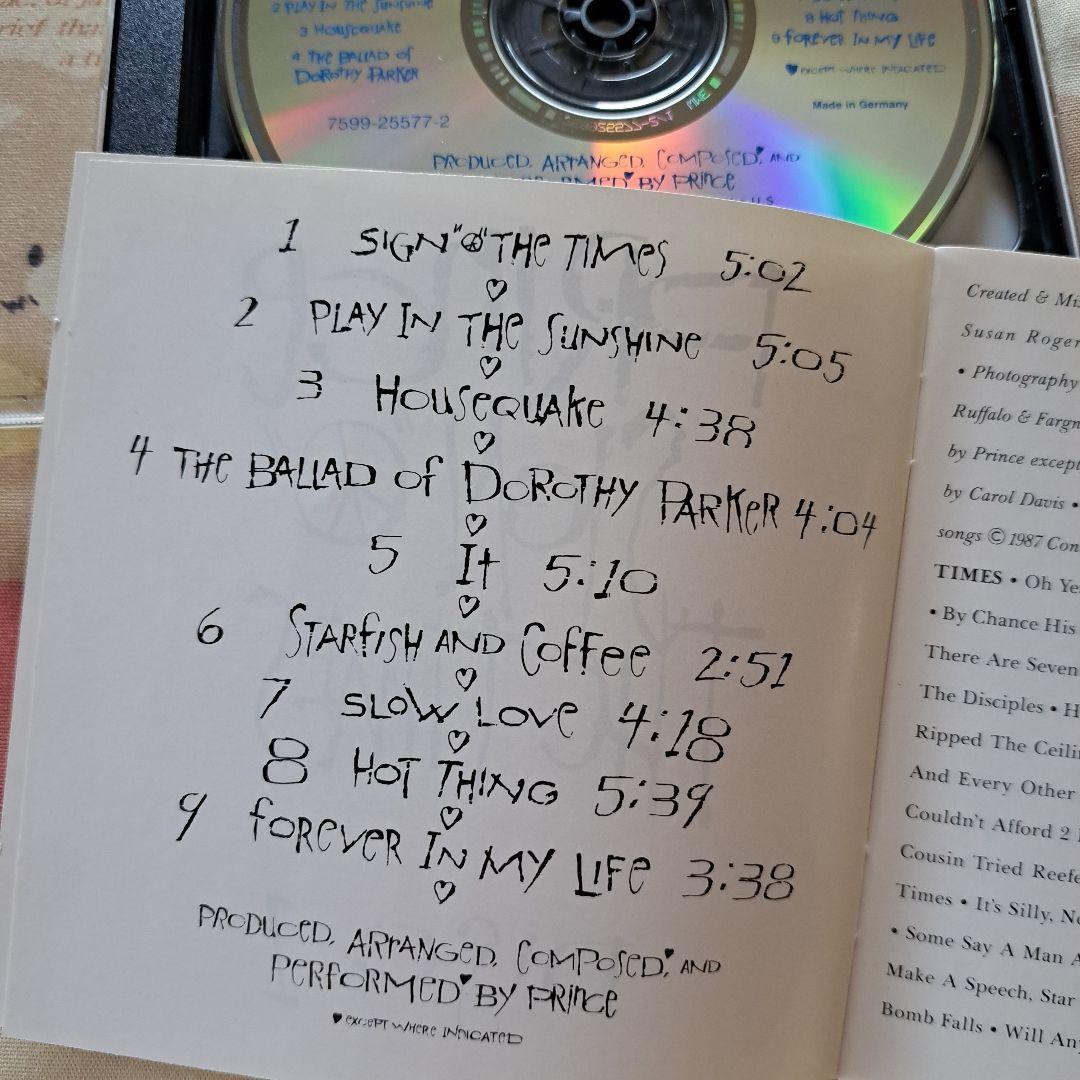 2 PLAY IN THE SUNSHINE
3 HOUSEQUAKE
4 THE BALLAD OF
DOROTHY PARKER
7599-25577-2
8 HOT THING
9 FOREVER IN MY LIFE
♥ EXCEPT WHERE INDICATED
Made in Germany
PRODUCED, ARRANGED, COMPOSED♥, AND
BY PRINCE
1 SIGN "☮" THE TIMES 5:02
♡
2 PLAY IN THE SUNSHINE 5:05
♡
3 HOUSEQUAKE 4:38
♡
4 THE BALLAD OF DOROTHY PARKER 4:04
♡
5 It 5:10
♡
6 STARFISH AND COFFEE 2:51
♡
7 SLOW LOVE 4:18
♡
8 HOT THING 5:39
♡
9 FOREVER IN MY LIFE 3:38
♡
PRODUCED, ARRANGED, COMPOSED♥, AND
PERFORMED♥ BY PRINCE
♥ EXCEPT WHERE INDICATED
Created &
Susan
• Photography
Ruffalo &
by Prince except
by Carol Davis •
songs © 1987
TIMES • Oh
• By Chance His
There Are Seven
The Disciples •
Ripped The
And Every Other
Couldn't Afford 2
Cousin Tried
Times • It's Silly,
• Some Say A Man
Make A Speech, Star
Bomb Falls • Will